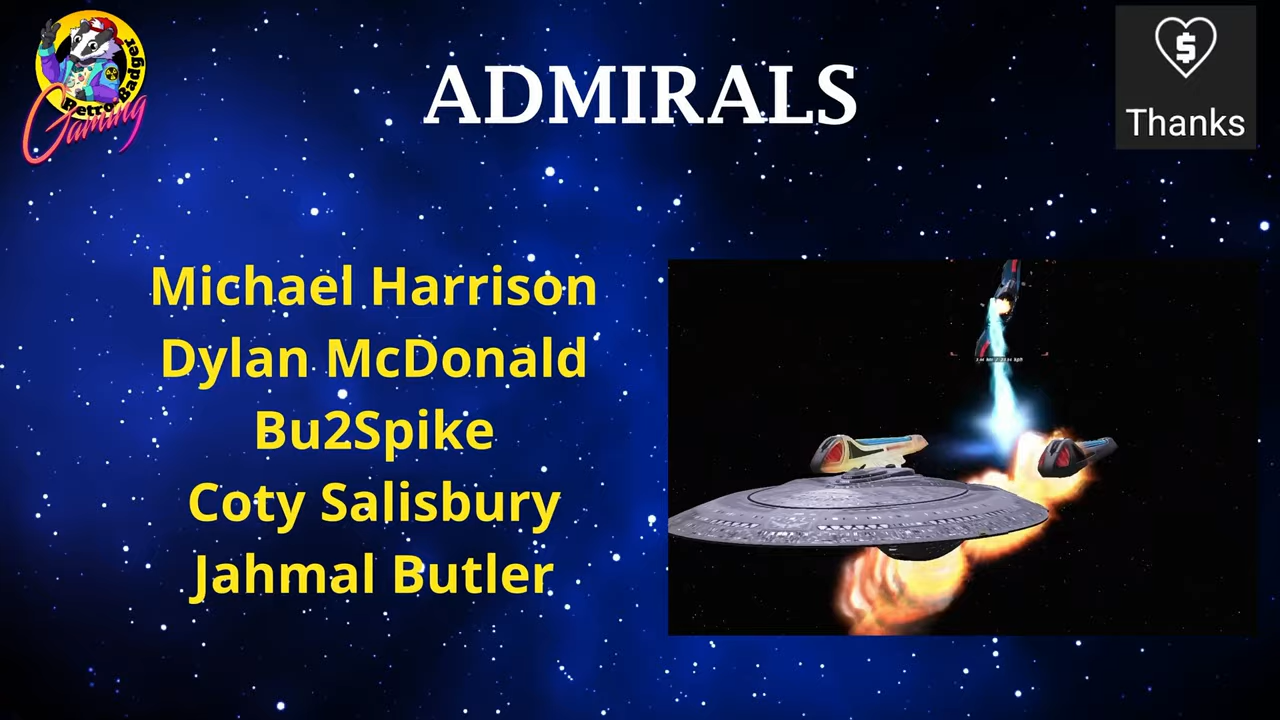 Retro Badger
Gaming
ADMIRALS
$
Thanks
Michael Harrison
Dylan McDonald
Bu2Spike
Coty Salisbury
Jahmal Butler